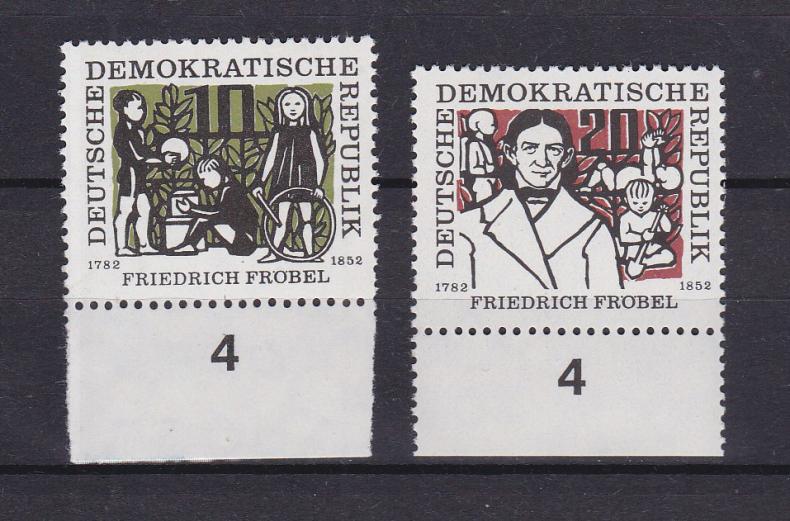 DEUTSCHE
DEMOKRATISCHE
REPUBLIK
10
1782
1852
FRIEDRICH FRÖBEL
4
DEUTSCHE
DEMOKRATISCHE
REPUBLIK
20
1782
1852
FRIEDRICH FRÖBEL
4